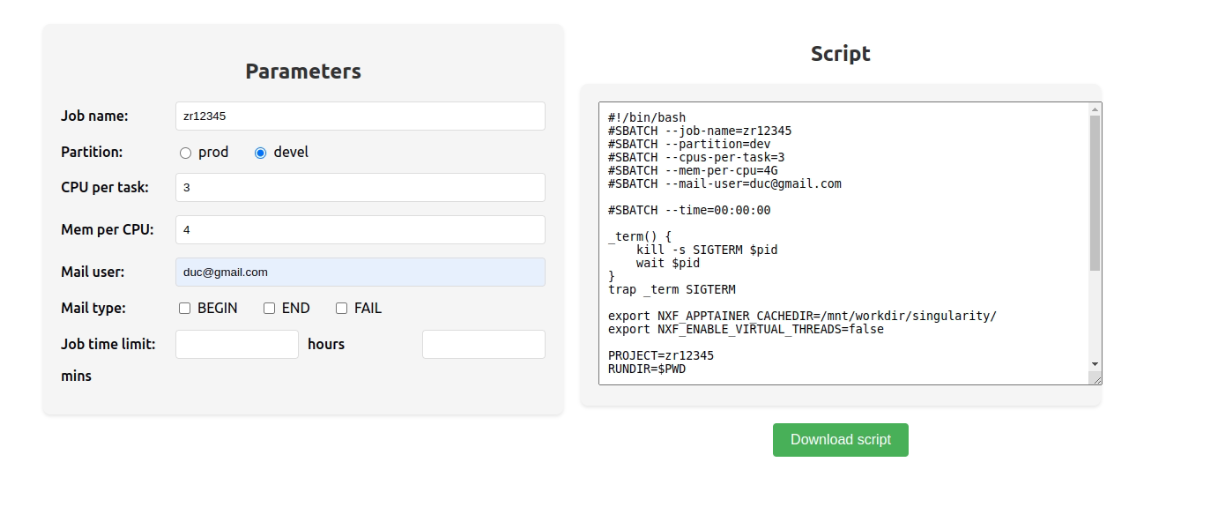 Parameters
Job name:
zr12345
Partition:
prod
devel
CPU per task:
3
Mem per CPU:
4
Mail user:
duc@gmail.com
Mail type:
BEGIN
END
FAIL
Job time limit:
hours
mins
Script
#!/bin/bash
#SBATCH --job-name=zr12345
#SBATCH --partition=dev
#SBATCH --cpus-per-task=3
#SBATCH --mem-per-cpu=4G
#SBATCH --mail-user=duc@gmail.com
#SBATCH --time=00:00:00
_term() {
    kill -s SIGTERM $pid
    wait $pid
}
trap _term SIGTERM
export NXF_APPTAINER_CACHEDIR=/mnt/workdir/singularity/
export NXF_ENABLE_VIRTUAL_THREADS=false
PROJECT=zr12345
RUNDIR=$PWD
Download script